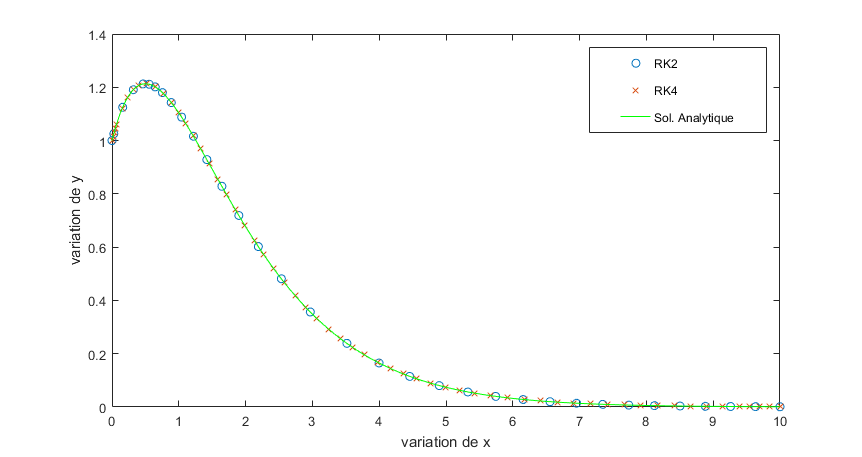 1.4
1.2
1
0.8
0.6
0.4
0.2
0
variation de y
RK2
RK4
Sol. Analytique
0 1 2 3 4 5 6 7 8 9 10
variation de x